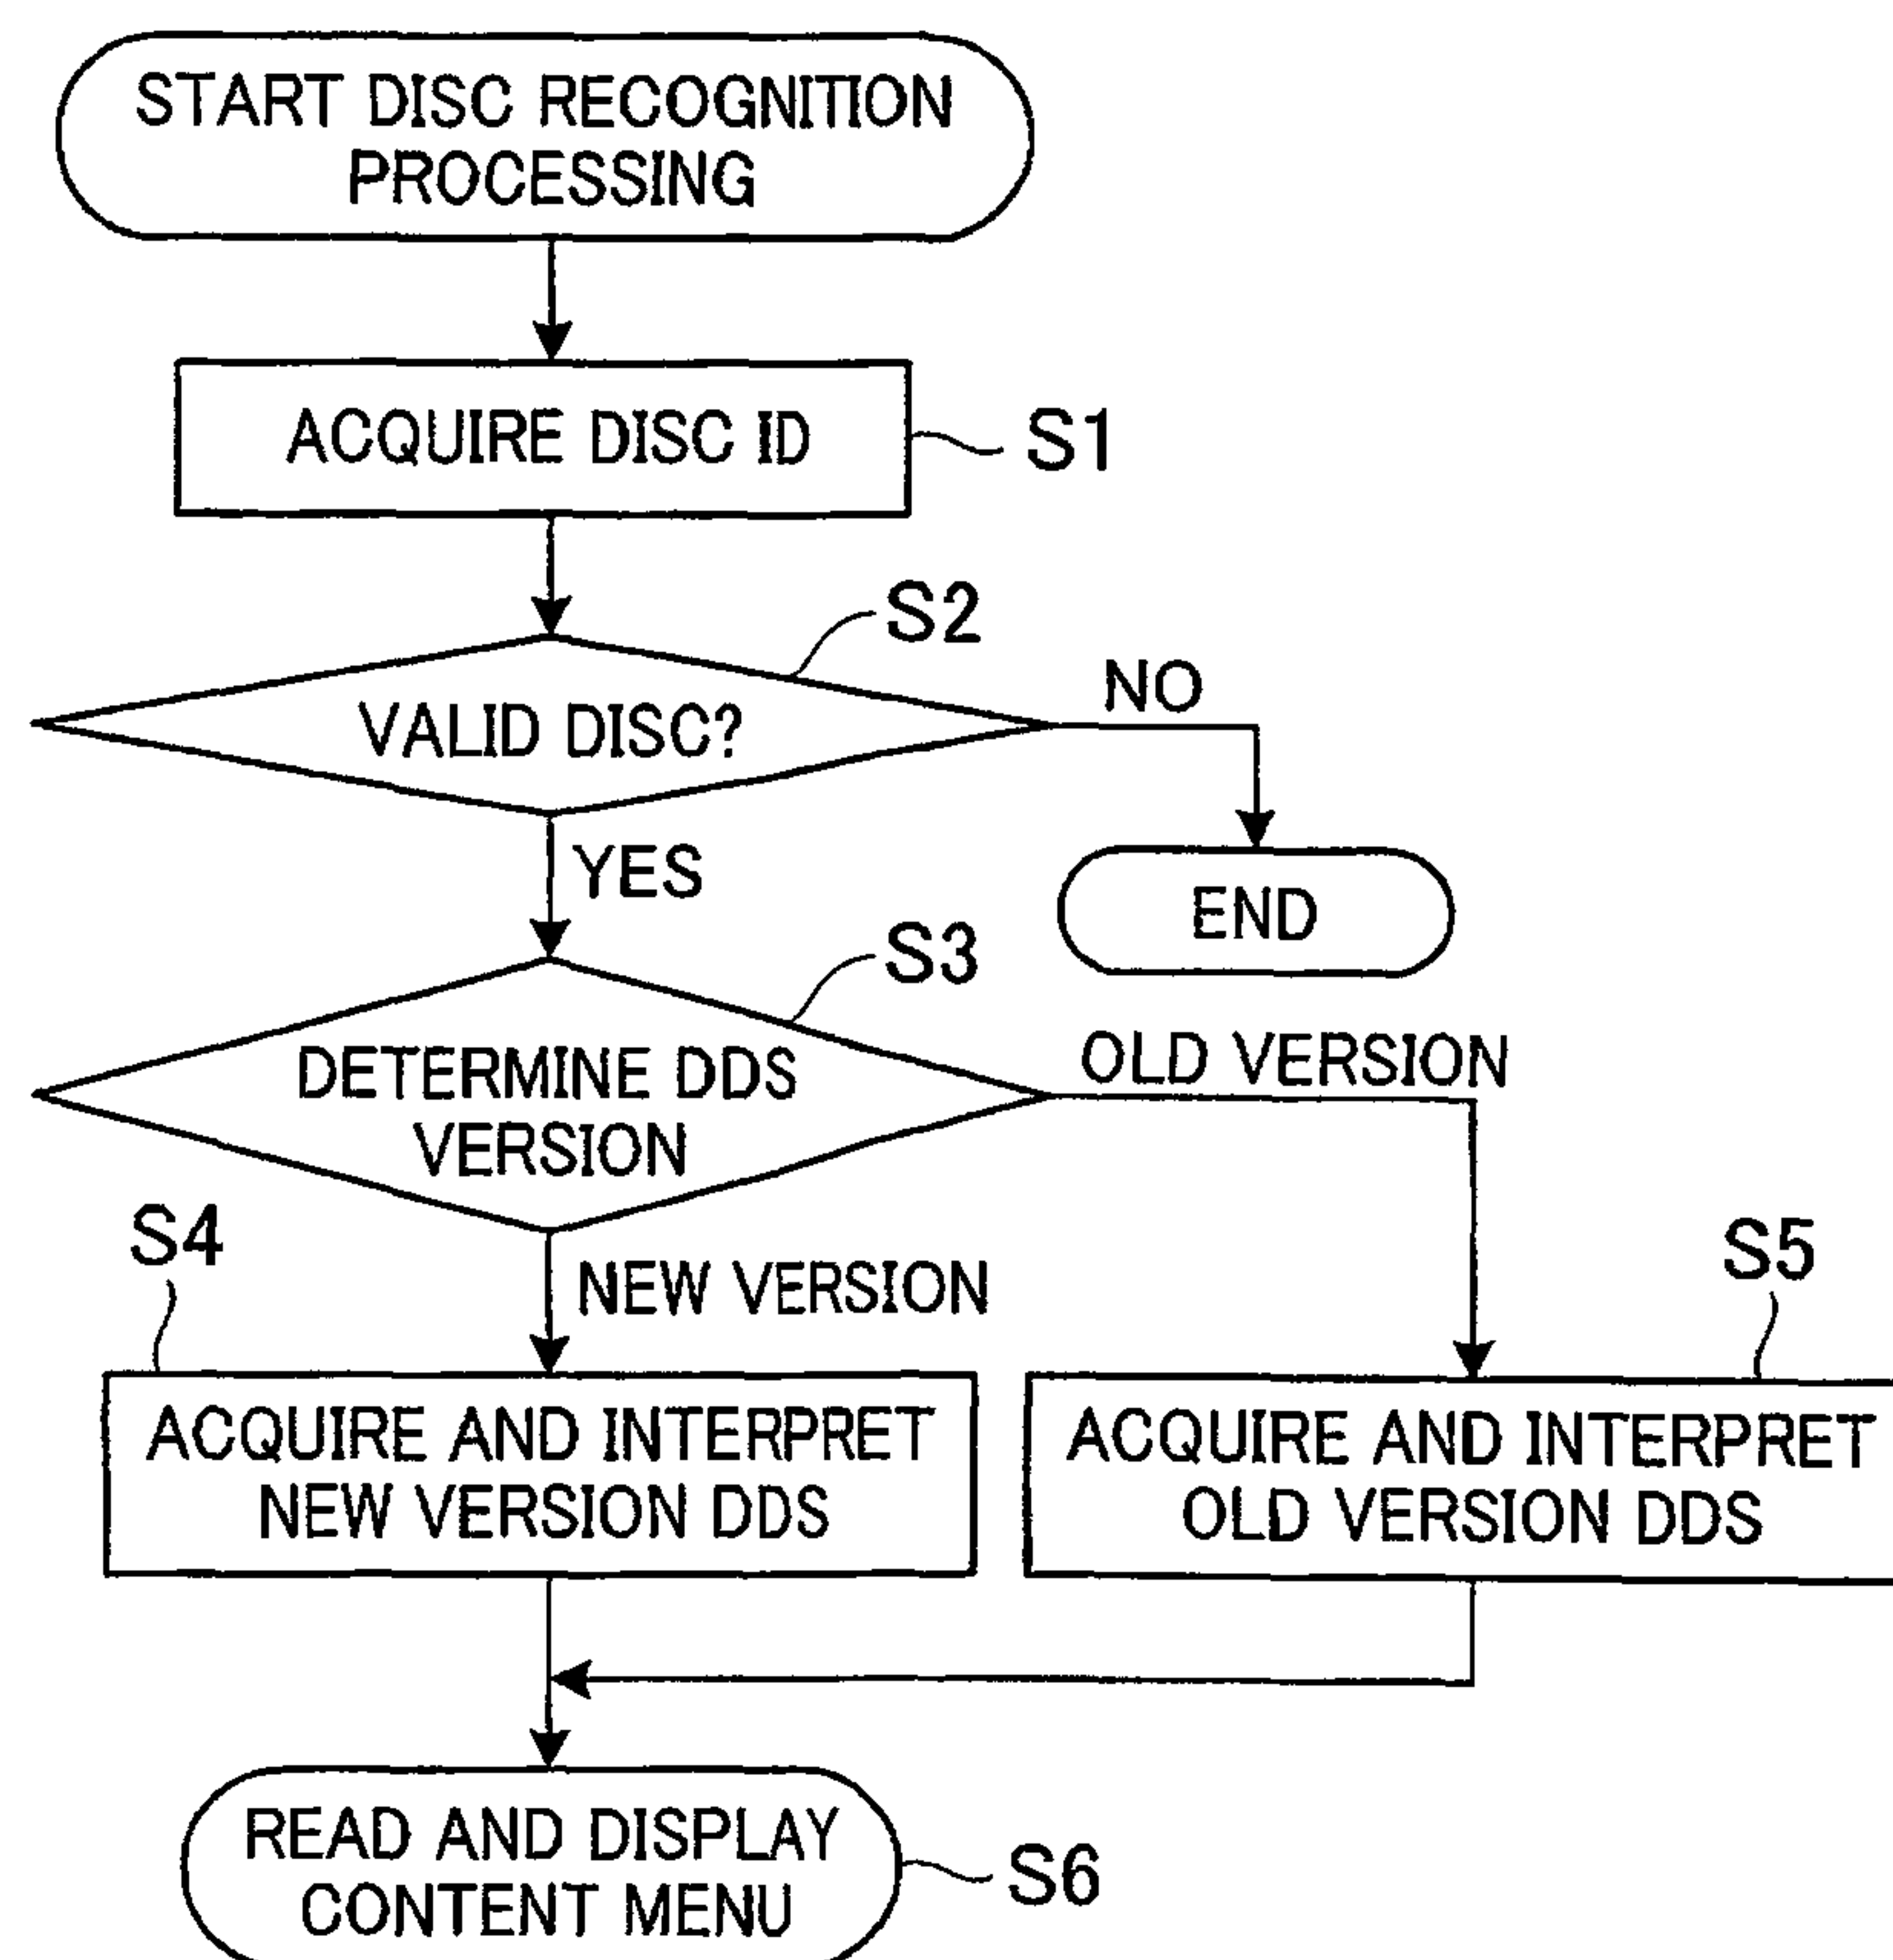 START DISC RECOGNITION
PROCESSING
ACQUIRE DISC ID
S1
S2
VALID DISC?
NO
YES
END
S3
DETERMINE DDS
VERSION
OLD VERSION
S4
NEW VERSION
S5
ACQUIRE AND INTERPRET
NEW VERSION DDS
ACQUIRE AND INTERPRET
OLD VERSION DDS
READ AND DISPLAY
CONTENT MENU
S6